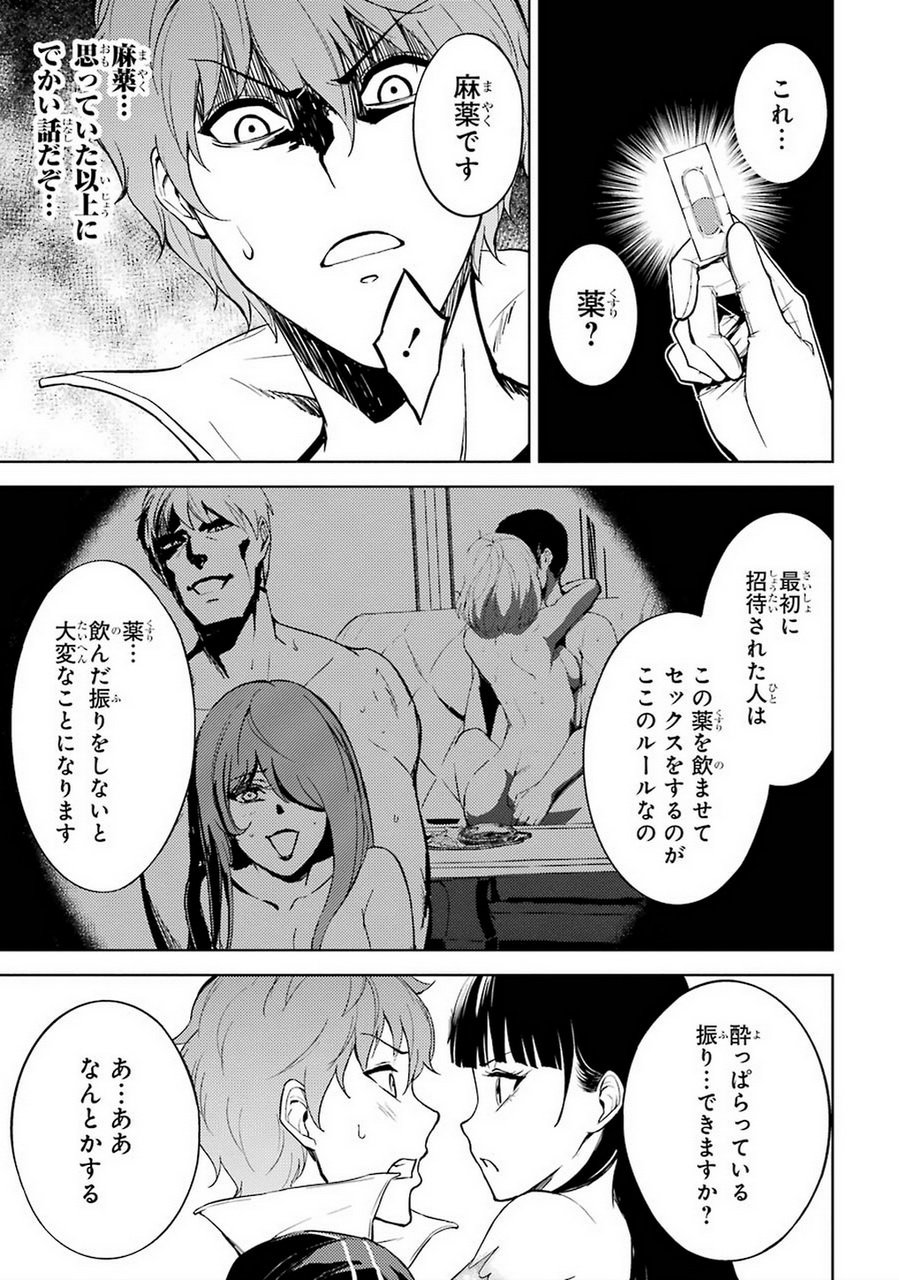 これ…
薬?
麻薬です
!
麻薬…
思っていた以上に
でかい話だぞ…
最初に
招待された人は
この薬を飲ませて
セックスをするのが
ここのルールなの
薬…
飲んだ振りをしないと
大変なことになります
酔っぱらっている
振り…できますか?
あ…ああ
なんとかする